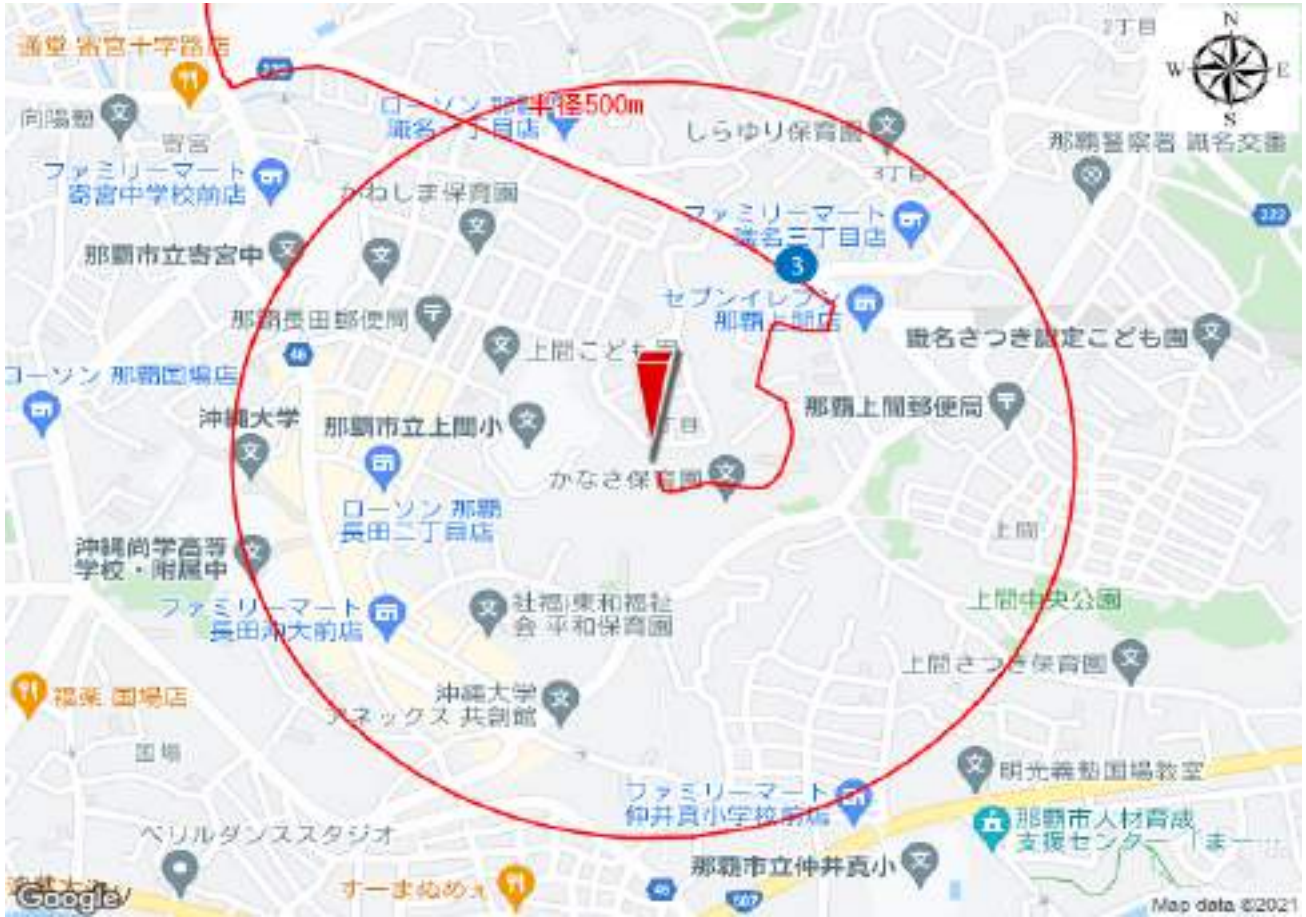 2丁目
N
W
E
S
通堂 寄宮十字路店
222
向陽塾
寄宮
ローソン 那覇
識名一丁目店
半径500m
しらゆり保育園
3丁目
那覇警察署 識名交番
ファミリーマート
寄宮中学校前店
かねしま保育園
ファミリーマート
識名三丁目店
222
那覇市立寄宮中
3
セブンイレブン
那覇上間店
那覇長田郵便局
上間こども園
識名さつき認定こども園
46
ローソン 那覇国場店
沖縄大学
那覇市立上間小
丁目
那覇上間郵便局
かなさ保育園
ローソン 那覇
長田二丁目店
上間
沖縄尚学高等
学校・附属中
ファミリーマート
長田沖大前店
社福)東和福祉
会 平和保育園
上間中央公園
上間さつき保育園
福楽 国場店
沖縄大学
アネックス 共創館
国場
明光義塾国場教室
ファミリーマート
仲井真小学校前店
那覇市人材育成
支援センター「ま…
ベリルダンススタジオ
那覇市立仲井真小
すーまぬめぇ
46
507
Google
Map data ©2021